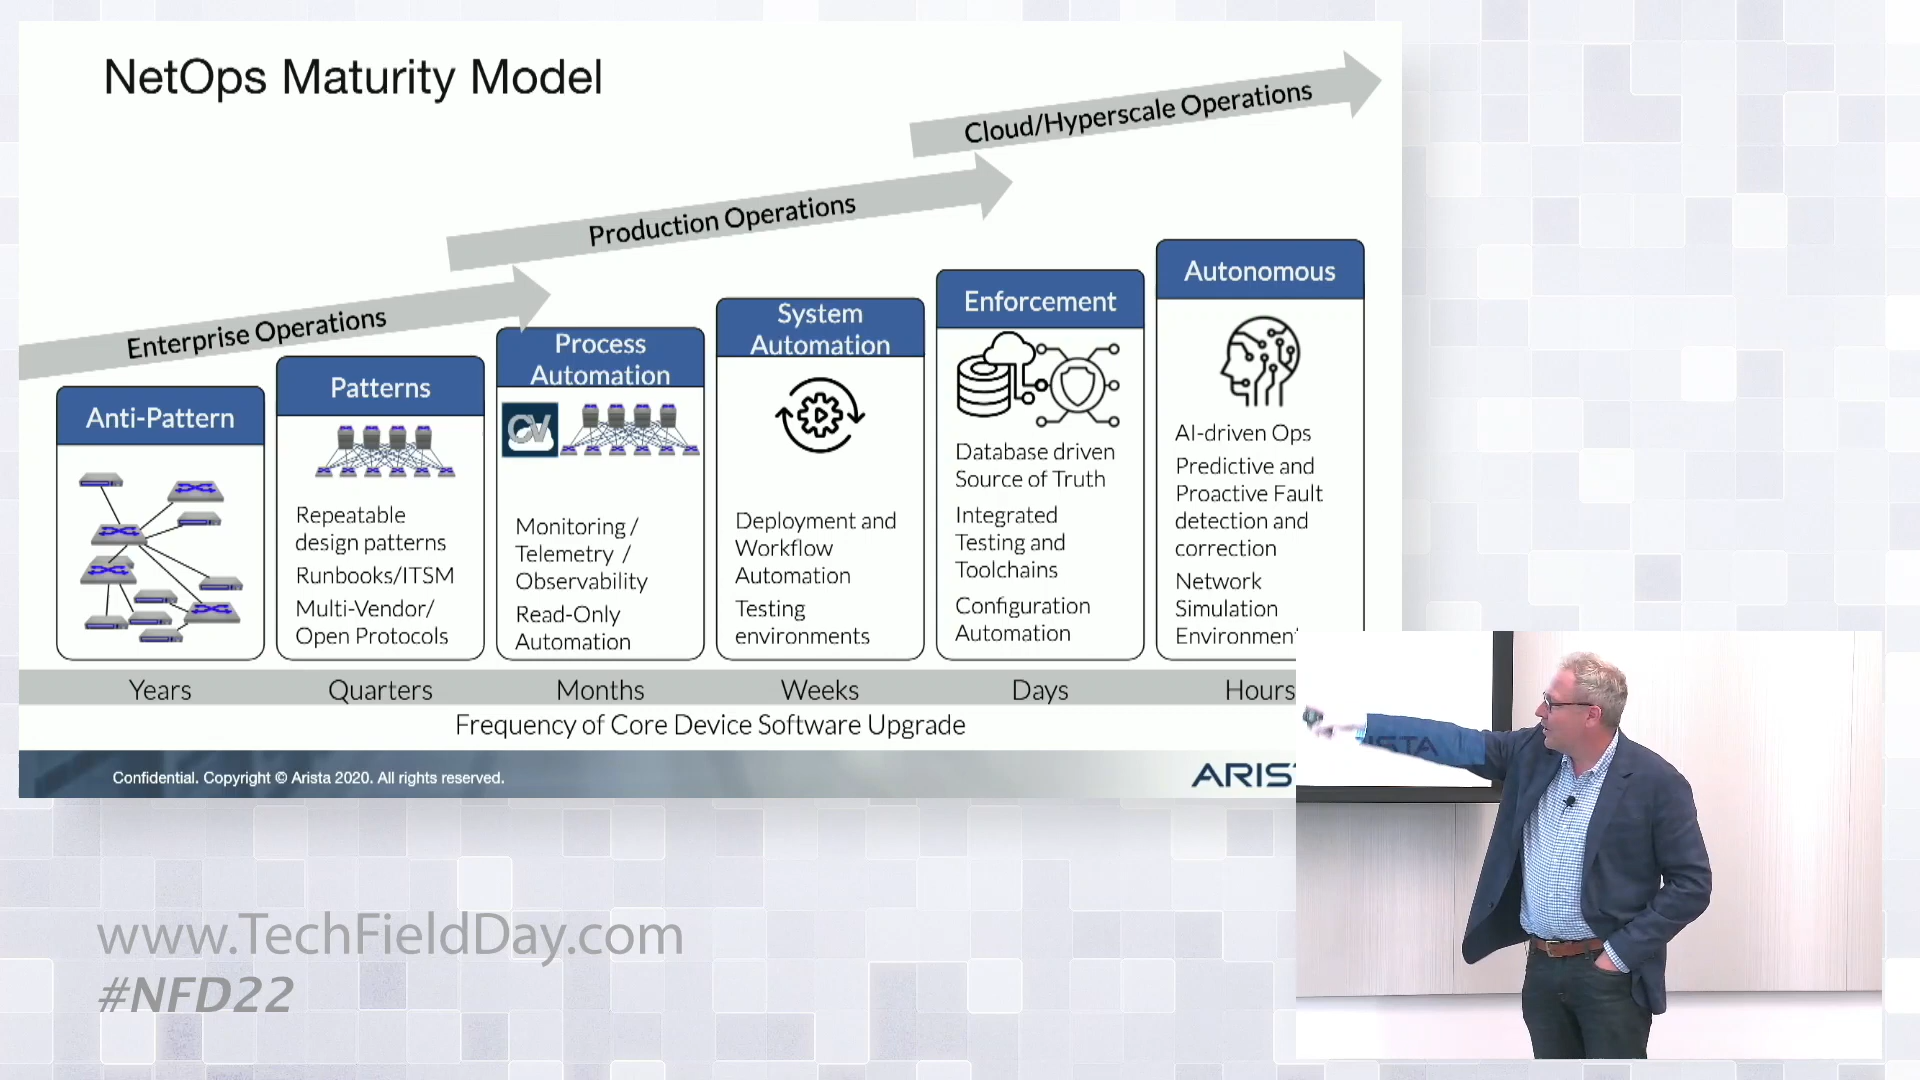 NetOps Maturity Model
Cloud/Hyperscale Operations
Production Operations
Enterprise Operations
Anti-Pattern
Patterns
Repeatable
design patterns
Runbooks/ITSM
Multi-Vendor/
Open Protocols
Process
Automation
CV
Monitoring /
Telemetry /
Observability
Read-Only
Automation
System
Automation
Deployment and
Workflow
Automation
Testing
environments
Enforcement
Database driven
Source of Truth
Integrated
Testing and
Toolchains
Configuration
Automation
Autonomous
AI-driven Ops
Predictive and
Proactive Fault
detection and
correction
Network
Simulation
Environment
Years Quarters Months Weeks Days Hours
Frequency of Core Device Software Upgrade
Confidential. Copyright © Arista 2020. All rights reserved.
ARIS
ISTA
www.TechFieldDay.com
#NFD22